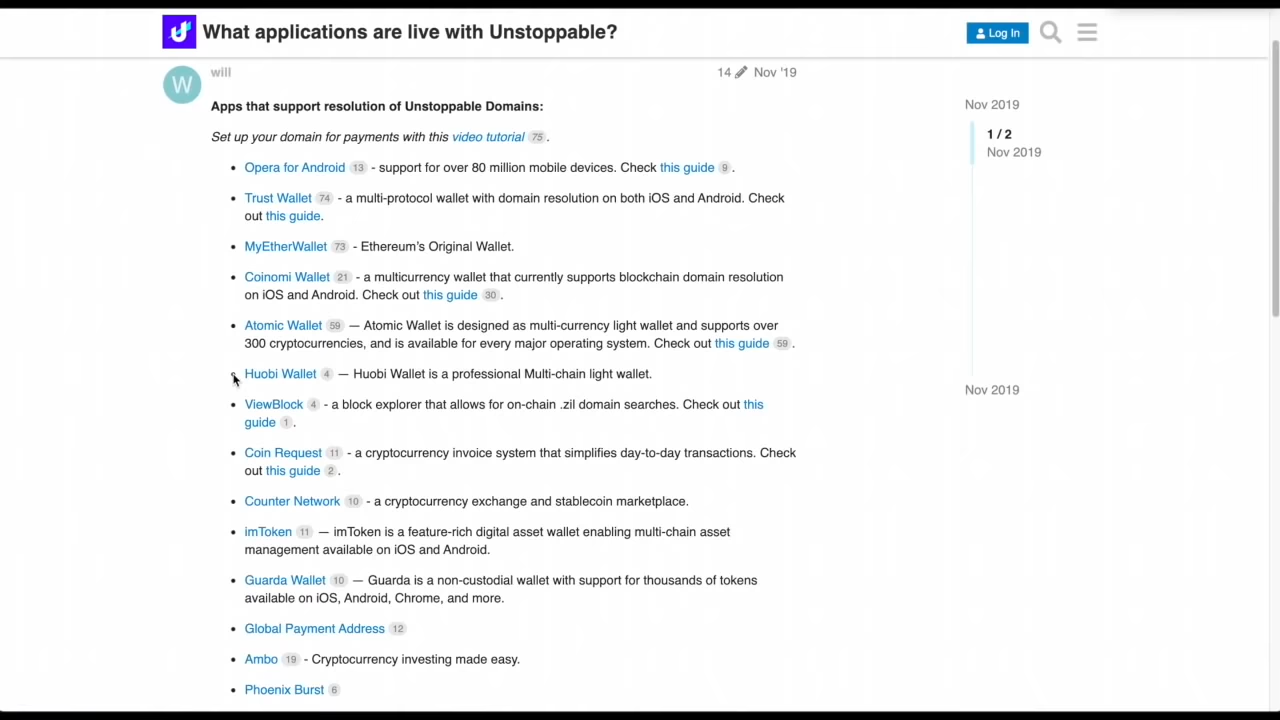 What applications are live with Unstoppable?
Log In
W
will
14 Nov '19
Apps that support resolution of Unstoppable Domains:
Set up your domain for payments with this video tutorial 75 .
Opera for Android 13 - support for over 80 million mobile devices. Check this guide 9 .
Trust Wallet 74 - a multi-protocol wallet with domain resolution on both iOS and Android. Check
out this guide.
MyEtherWallet 73 - Ethereum's Original Wallet.
Coinomi Wallet 21 - a multicurrency wallet that currently supports blockchain domain resolution
on iOS and Android. Check out this guide 30 .
Atomic Wallet 59 — Atomic Wallet is designed as multi-currency light wallet and supports over
300 cryptocurrencies, and is available for every major operating system. Check out this guide 59 .
Huobi Wallet 4 — Huobi Wallet is a professional Multi-chain light wallet.
ViewBlock 4 - a block explorer that allows for on-chain .zil domain searches. Check out this
guide 1 .
Coin Request 11 - a cryptocurrency invoice system that simplifies day-to-day transactions. Check
out this guide 2 .
Counter Network 10 - a cryptocurrency exchange and stablecoin marketplace.
imToken 11 — imToken is a feature-rich digital asset wallet enabling multi-chain asset
management available on iOS and Android.
Guarda Wallet 10 — Guarda is a non-custodial wallet with support for thousands of tokens
available on iOS, Android, Chrome, and more.
Global Payment Address 12
Ambo 19 - Cryptocurrency investing made easy.
Phoenix Burst 6
Nov 2019
1 / 2
Nov 2019
Nov 2019